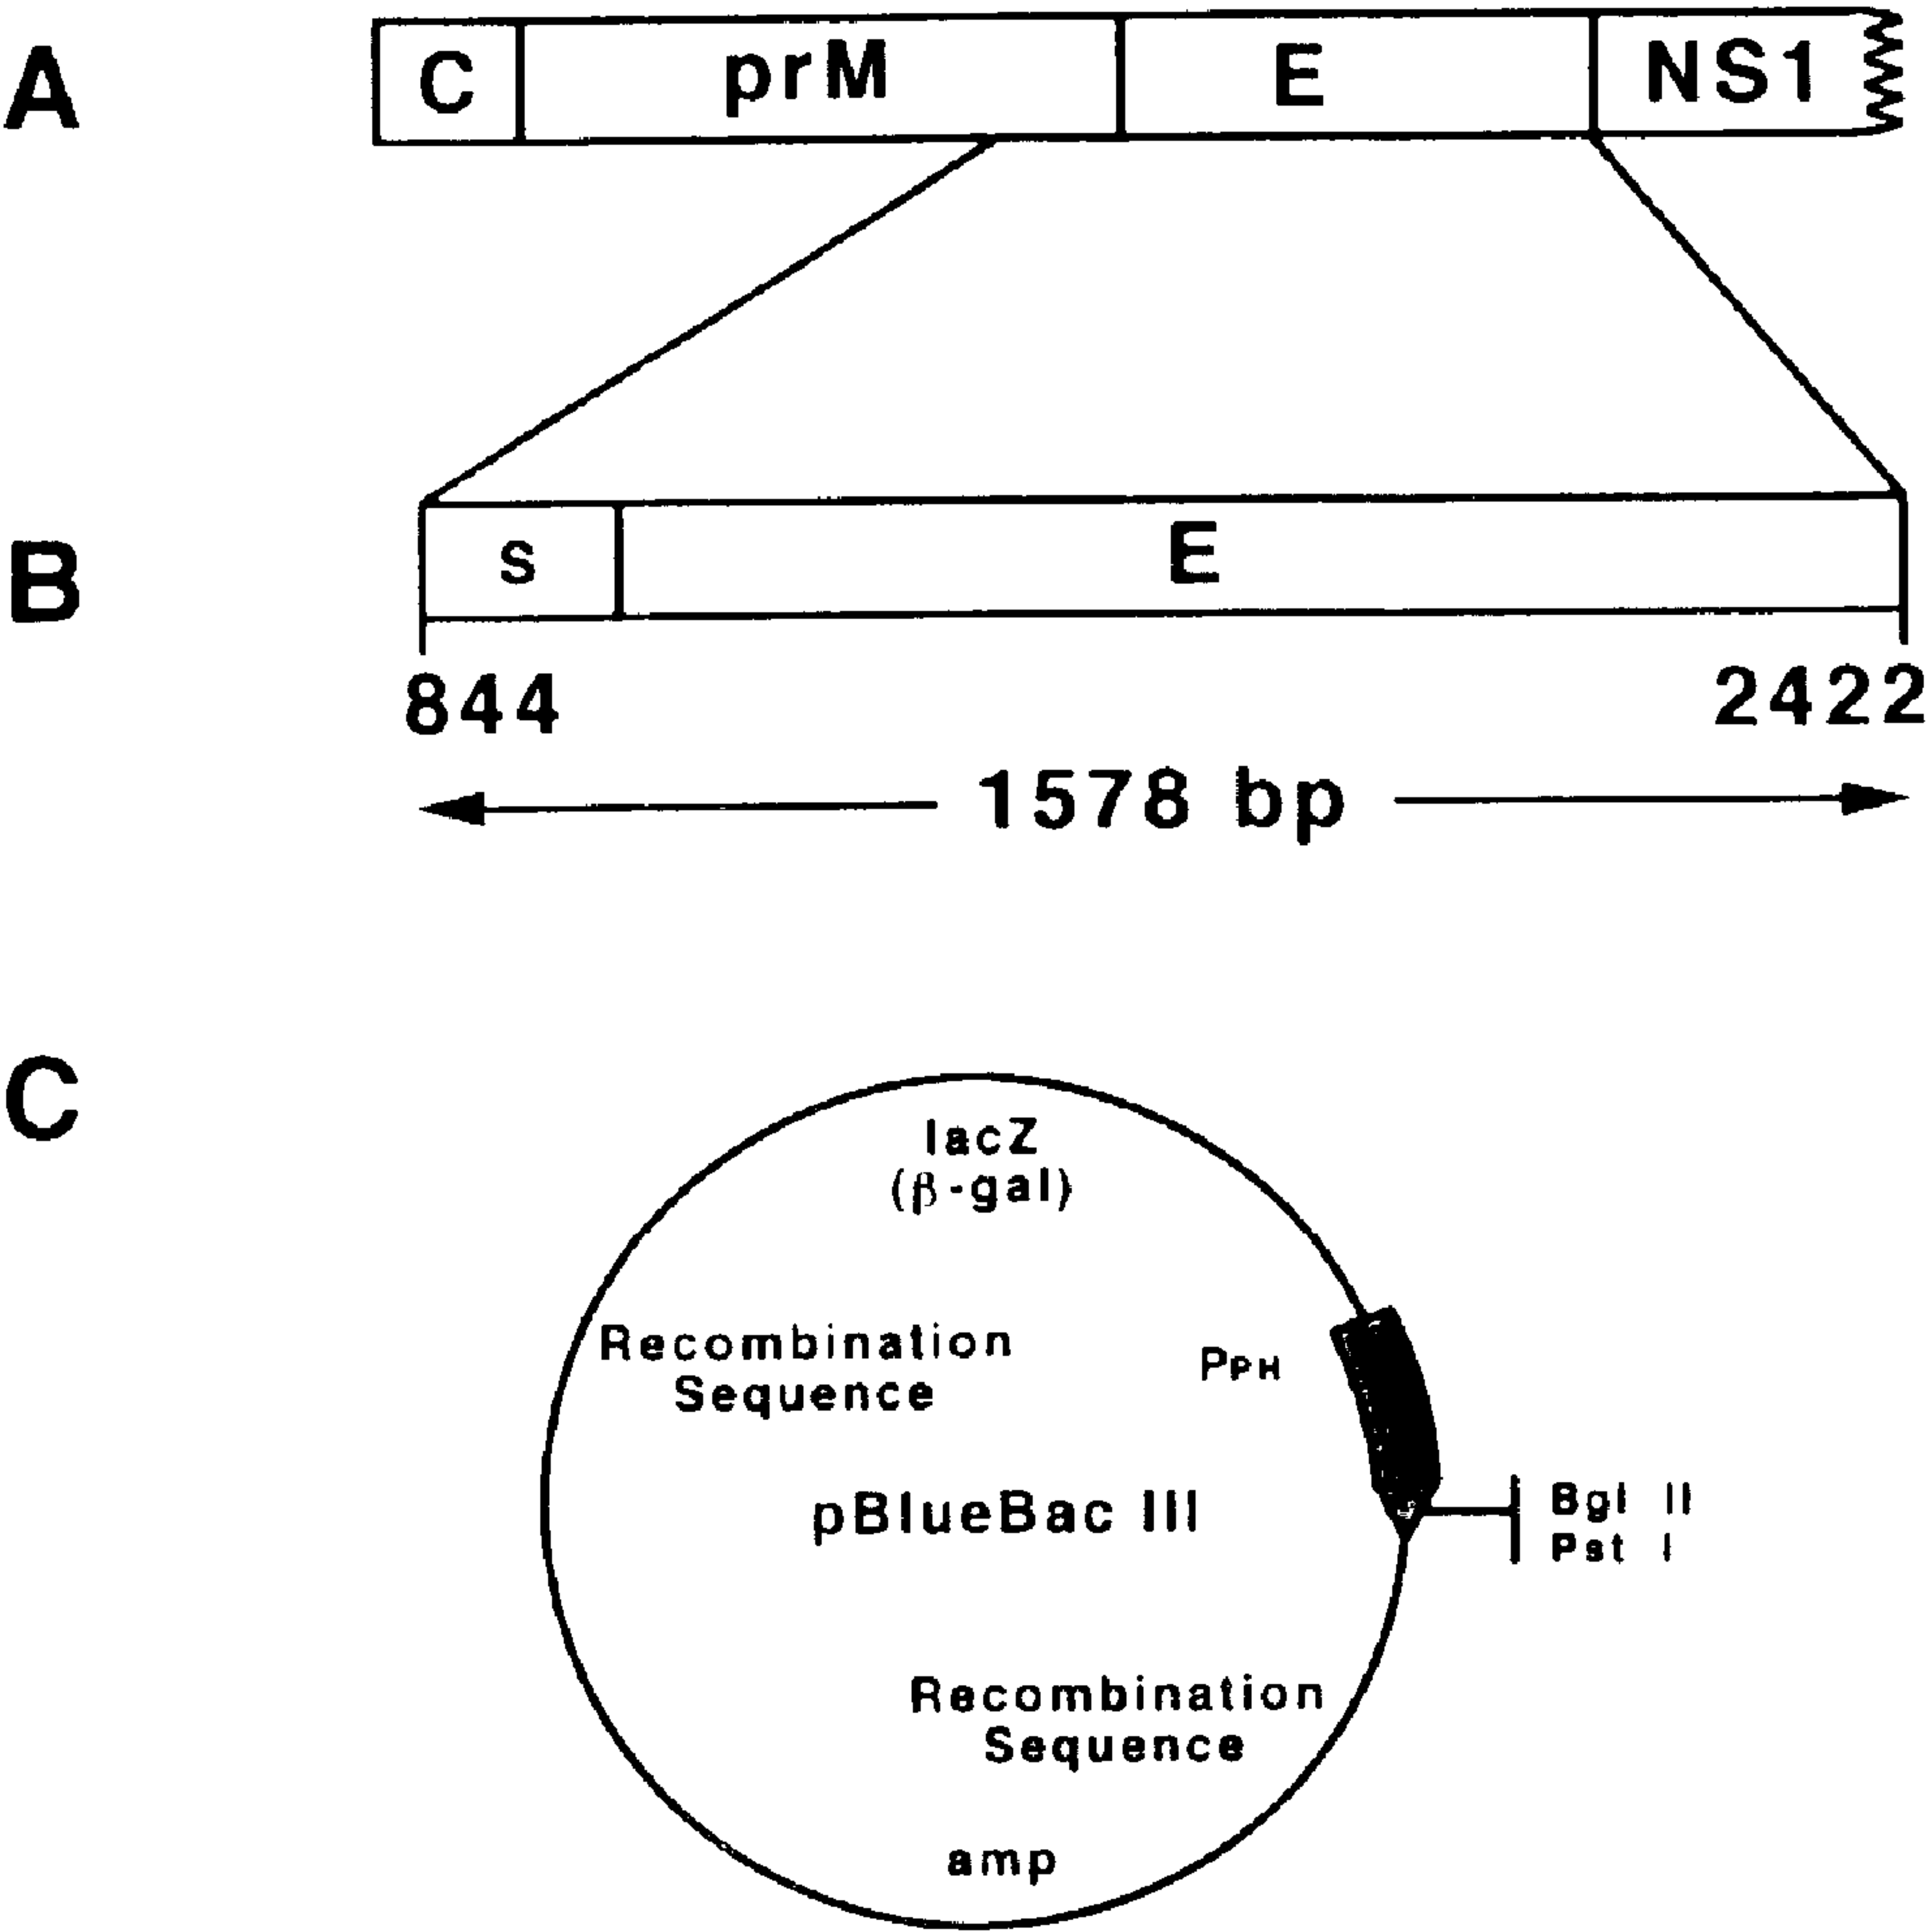 A
C prM E NS1
B
S E
844 2422
1578 bp
C
lacZ
(β-gal)
Recombination
Sequence
PPH
pBlueBac III
Bgl II
Pst I
Recombination
Sequence
amp